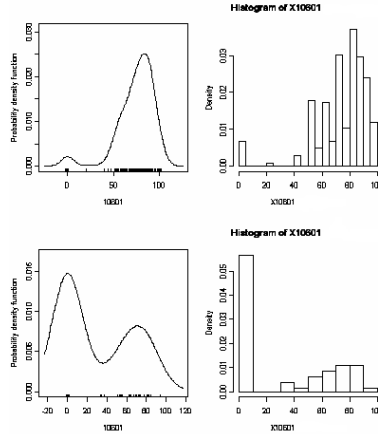 Histogram of X10601
Probability density function
0.000 0.010 0.020 0.030
0 50 100
10601
Density
0.00 0.01 0.02 0.03
0 20 40 60 80 100
X10601
Histogram of X10601
Probability density function
0.000 0.005 0.010 0.015
-20 0 20 40 60 80 100 120
10601
Density
0.00 0.01 0.02 0.03 0.04 0.05
0 20 40 60 80 100
X10601